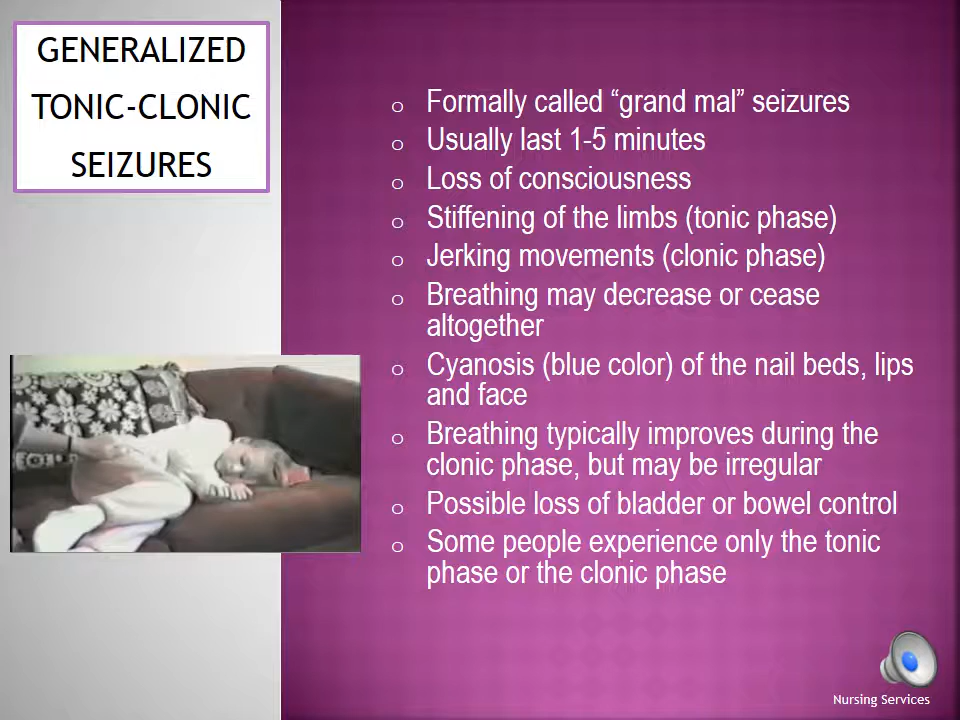 GENERALIZED
TONIC-CLONIC
SEIZURES
o Formally called “grand mal” seizures
o Usually last 1-5 minutes
o Loss of consciousness
o Stiffening of the limbs (tonic phase)
o Jerking movements (clonic phase)
o Breathing may decrease or cease
altogether
o Cyanosis (blue color) of the nail beds, lips
and face
o Breathing typically improves during the
clonic phase, but may be irregular
o Possible loss of bladder or bowel control
o Some people experience only the tonic
phase or the clonic phase
Nursing Services